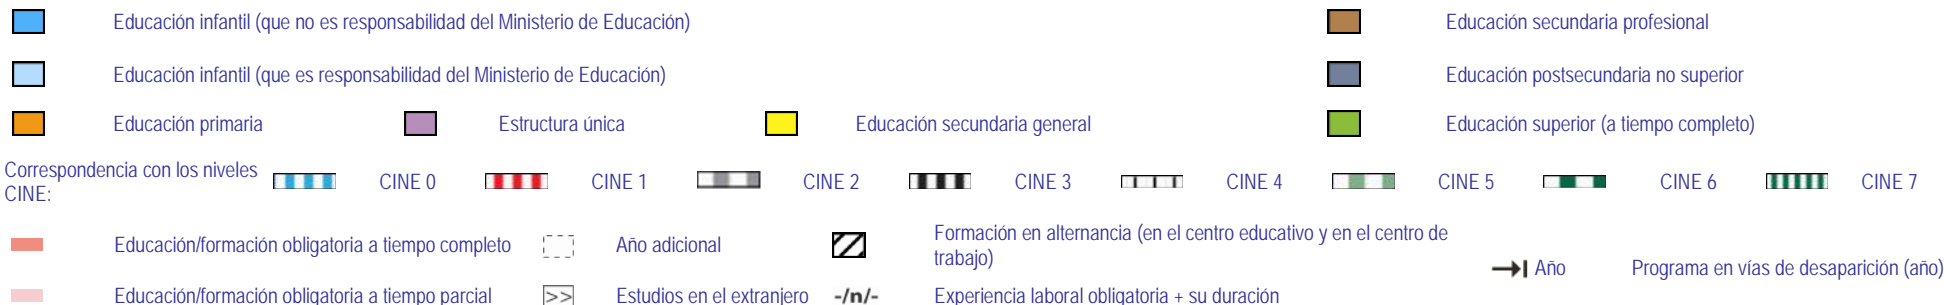 Educación infantil (que no es responsabilidad del Ministerio de Educación)
Educación secundaria profesional
Educación infantil (que es responsabilidad del Ministerio de Educación)
Educación postsecundaria no superior
Educación primaria
Estructura única
Educación secundaria general
Educación superior (a tiempo completo)
Correspondencia con los niveles
CINE:
CINE 0
CINE 1
CINE 2
CINE 3
CINE 4
CINE 5
CINE 6
CINE 7
Educación/formación obligatoria a tiempo completo
Año adicional
Formación en alternancia (en el centro educativo y en el centro de
trabajo)
Año
Programa en vías de desaparición (año)
Educación/formación obligatoria a tiempo parcial
>>
Estudios en el extranjero
-/n/-
Experiencia laboral obligatoria + su duración